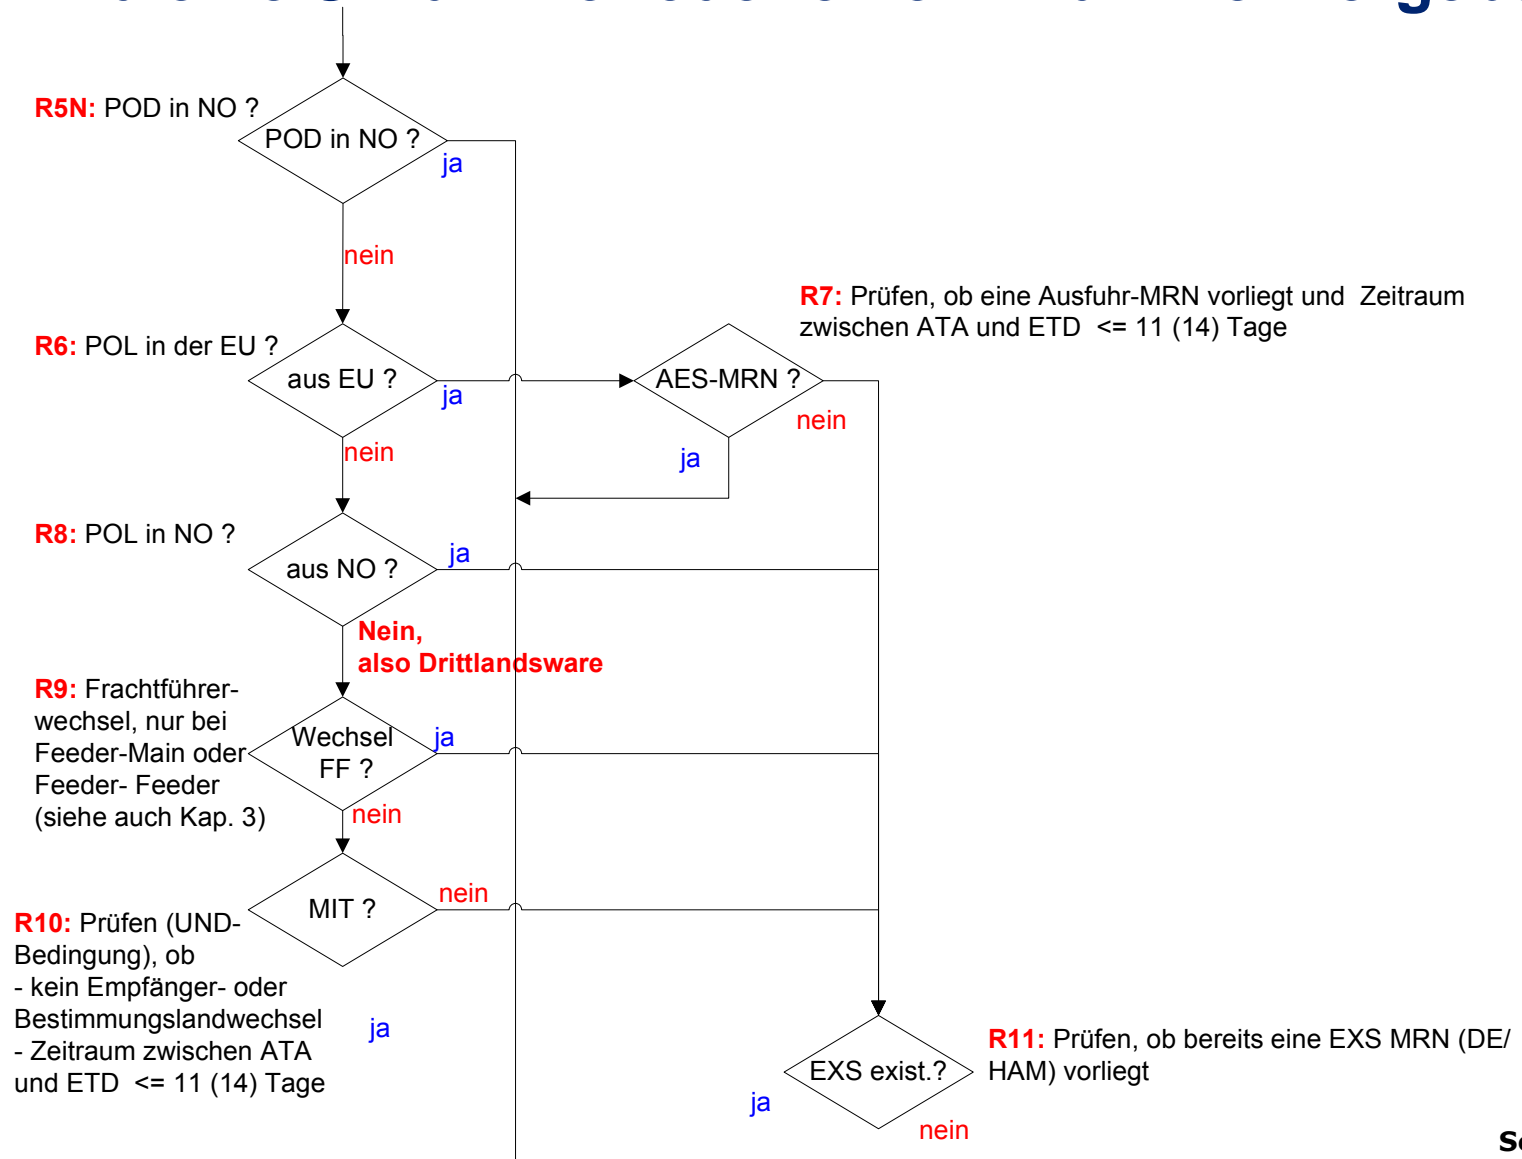 R5N: POD in NO ?
POD in NO ?
ja
nein
R7: Prüfen, ob eine Ausfuhr-MRN vorliegt und Zeitraum
zwischen ATA und ETD <= 11 (14) Tage
R6: POL in der EU ?
aus EU ?
ja
AES-MRN ?
nein
nein
ja
R8: POL in NO ?
aus NO ?
ja
Nein,
also Drittlandsware
R9: Frachtführer-
wechsel, nur bei
Feeder-Main oder
Feeder- Feeder
(siehe auch Kap. 3)
Wechsel
FF ?
ja
nein
MIT ?
nein
R10: Prüfen (UND-
Bedingung), ob
- kein Empfänger- oder
Bestimmungslandwechsel
- Zeitraum zwischen ATA
und ETD <= 11 (14) Tage
ja
EXS exist.?
R11: Prüfen, ob bereits eine EXS MRN (DE/
HAM) vorliegt
ja
nein